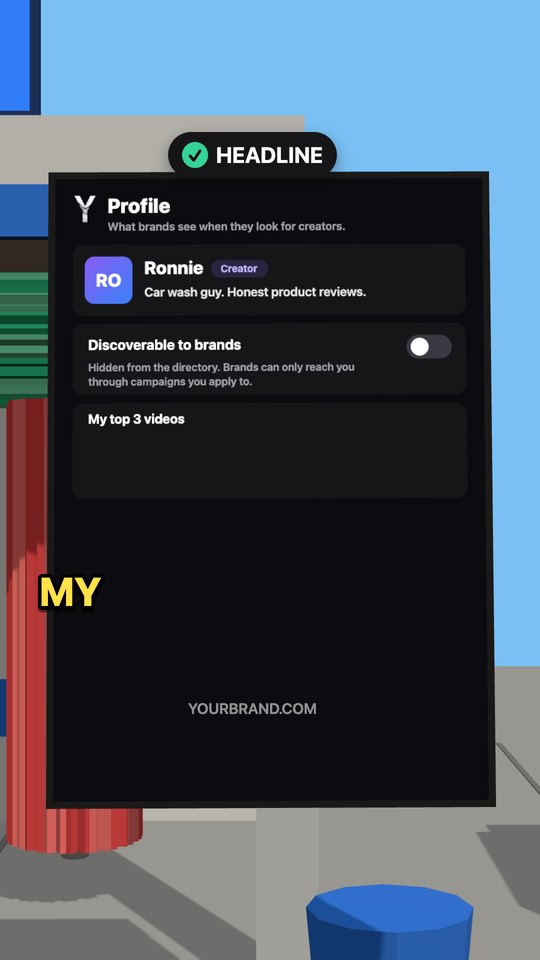 HEADLINE
Profile
What brands see when they look for creators.
RO
Ronnie Creator
Car wash guy. Honest product reviews.
Discoverable to brands
Hidden from the directory. Brands can only reach you
through campaigns you apply to.
My top 3 videos
MY
YOURBRAND.COM